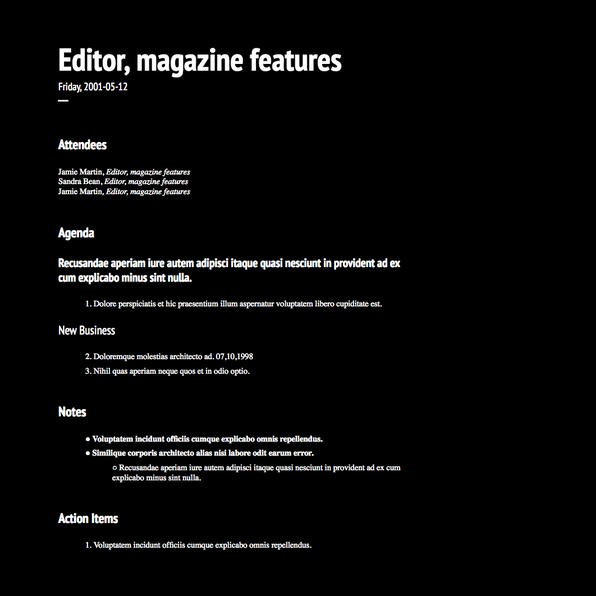 Editor, magazine features
Friday, 2001-05-12
Attendees
Jamie Martin, Editor, magazine features
Sandra Bean, Editor, magazine features
Jamie Martin, Editor, magazine features
Agenda
Recusandae aperiam iure autem adipisci itaque quasi nesciunt in provident ad ex
cum explicabo minus sint nulla.
1. Dolore perspiciatis et hic praesentium illum aspernatur voluptatem libero cupiditate est.
New Business
2. Doloremque molestias architecto ad. 07,10,1998
3. Nihil quas aperiam neque quos et in odio optio.
Notes
● Voluptatem incidunt officiis cumque explicabo omnis repellendus.
● Similique corporis architecto alias nisi labore odit earum error.
○ Recusandae aperiam iure autem adipisci itaque quasi nesciunt in provident ad ex cum
explicabo minus sint nulla.
Action Items
1. Voluptatem incidunt officiis cumque explicabo omnis repellendus.